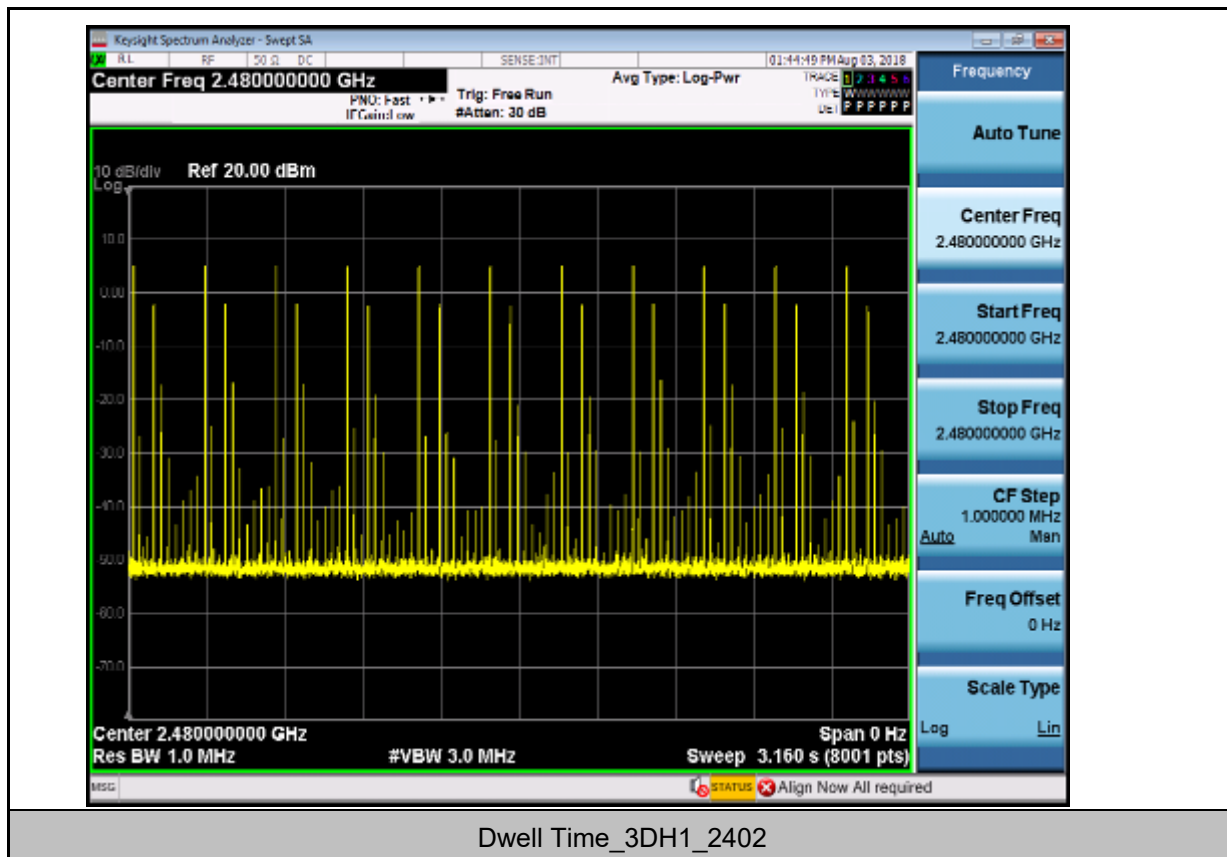 Keysight Spectrum Analyzer - Swept SA
RL RF 50 Ω DC SENSE:INT 01:44:49 PM Aug 03, 2018
Center Freq 2.480000000 GHz Avg Type: Log-Pwr TRACE 1 2 3 4 5 6
PNO: Fast Trig: Free Run TYPE WWWWWW
IFGain:Low #Atten: 30 dB DET P P P P P P
10 dB/div Ref 20.00 dBm
Log
10.0
0.00
-10.0
-20.0
-30.0
-40.0
-50.0
-60.0
-70.0
Center 2.480000000 GHz Span 0 Hz
Res BW 1.0 MHz #VBW 3.0 MHz Sweep 3.160 s (8001 pts)
MSG STATUS Align Now All required
Frequency
Auto Tune
Center Freq
2.480000000 GHz
Start Freq
2.480000000 GHz
Stop Freq
2.480000000 GHz
CF Step
1.000000 MHz
Auto Man
Freq Offset
0 Hz
Scale Type
Log Lin
Dwell Time_3DH1_2402